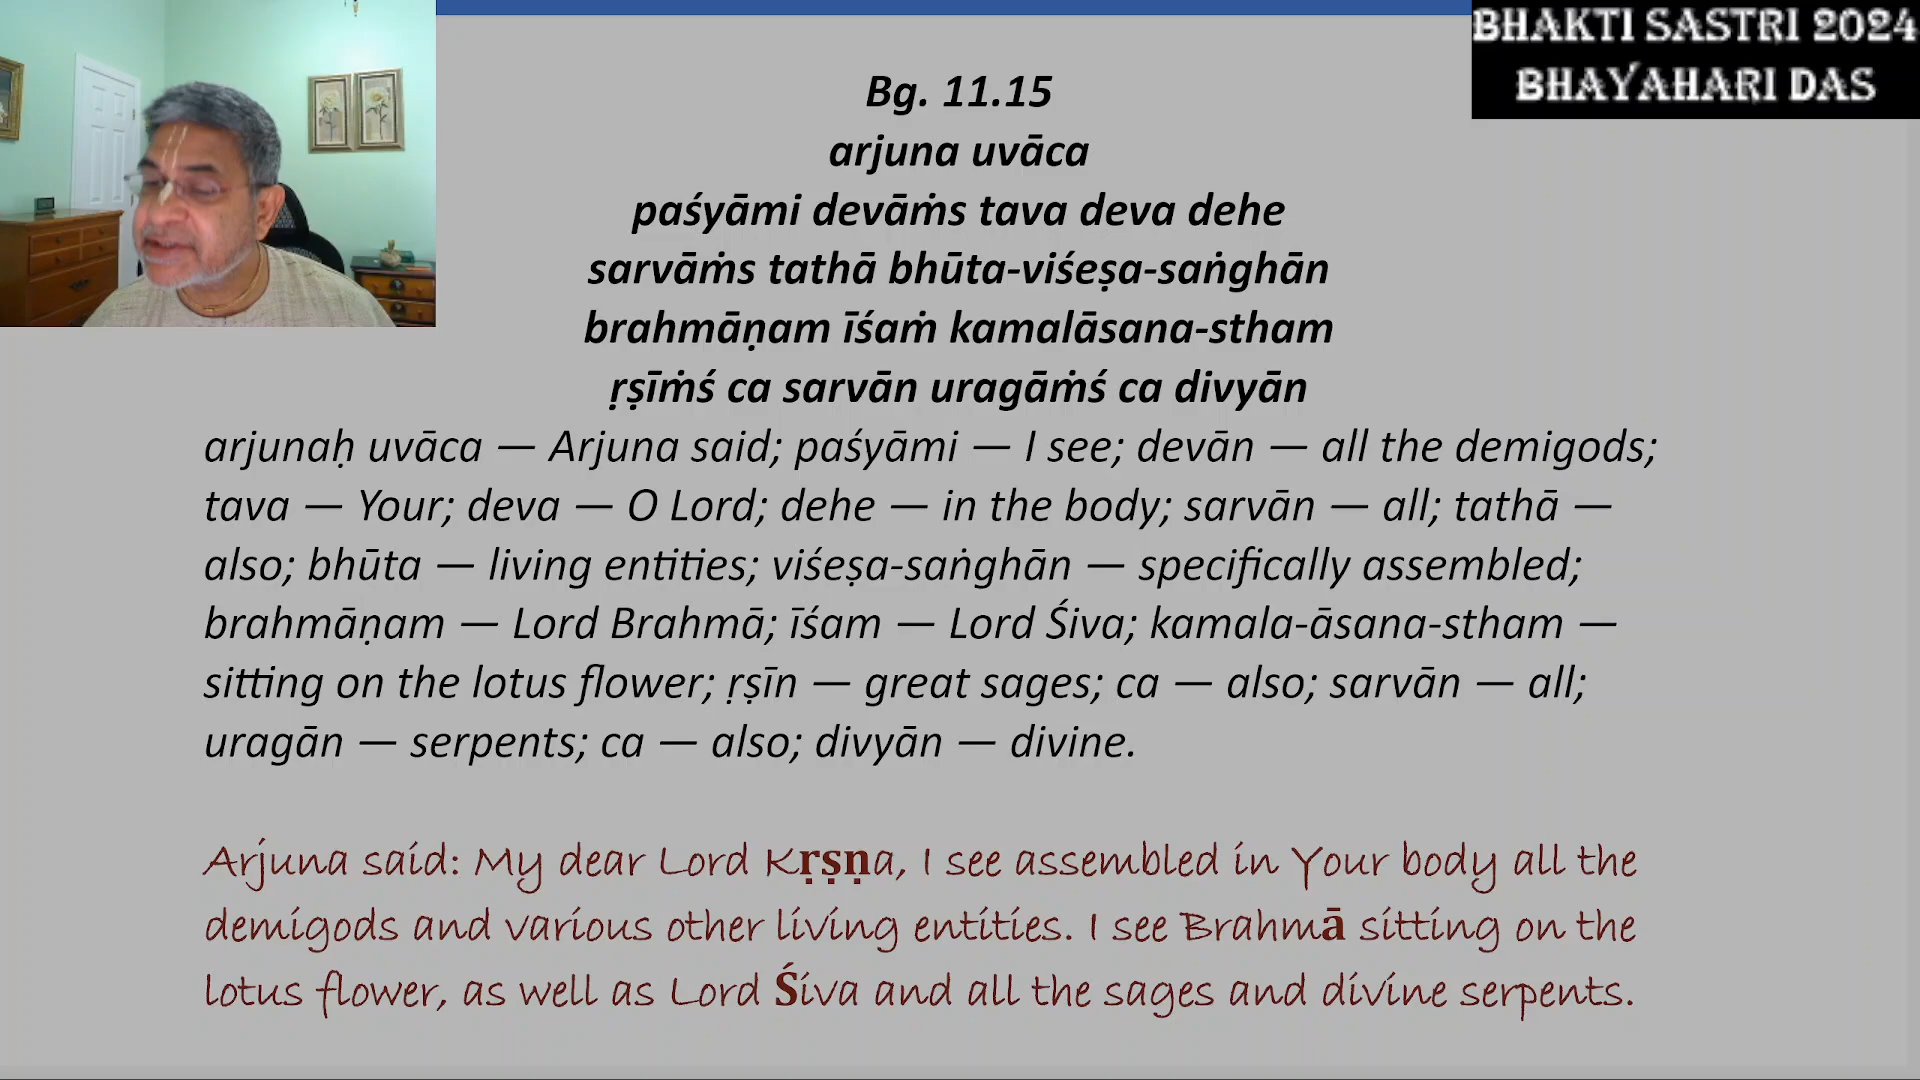 BHAKTI SASTRI 2024
BHAYAHARI DAS
Bg. 11.15
arjuna uvāca
paśyāmi devāṁs tava deva dehe
sarvāṁs tathā bhūta-viśeṣa-saṅghān
brahmāṇam īśaṁ kamalāsana-stham
ṛṣīṁś ca sarvān uragāṁś ca divyān
arjunaḥ uvāca — Arjuna said; paśyāmi — I see; devān — all the demigods;
tava — Your; deva — O Lord; dehe — in the body; sarvān — all; tathā —
also; bhūta — living entities; viśeṣa-saṅghān — specifically assembled;
brahmāṇam — Lord Brahmā; īśam — Lord Śiva; kamala-āsana-stham —
sitting on the lotus flower; ṛṣīn — great sages; ca — also; sarvān — all;
uragān — serpents; ca — also; divyān — divine.
Arjuna said: My dear Lord Kṛṣṇa, I see assembled in Your body all the
demigods and various other living entities. I see Brahmā sitting on the
lotus flower, as well as Lord Śiva and all the sages and divine serpents.